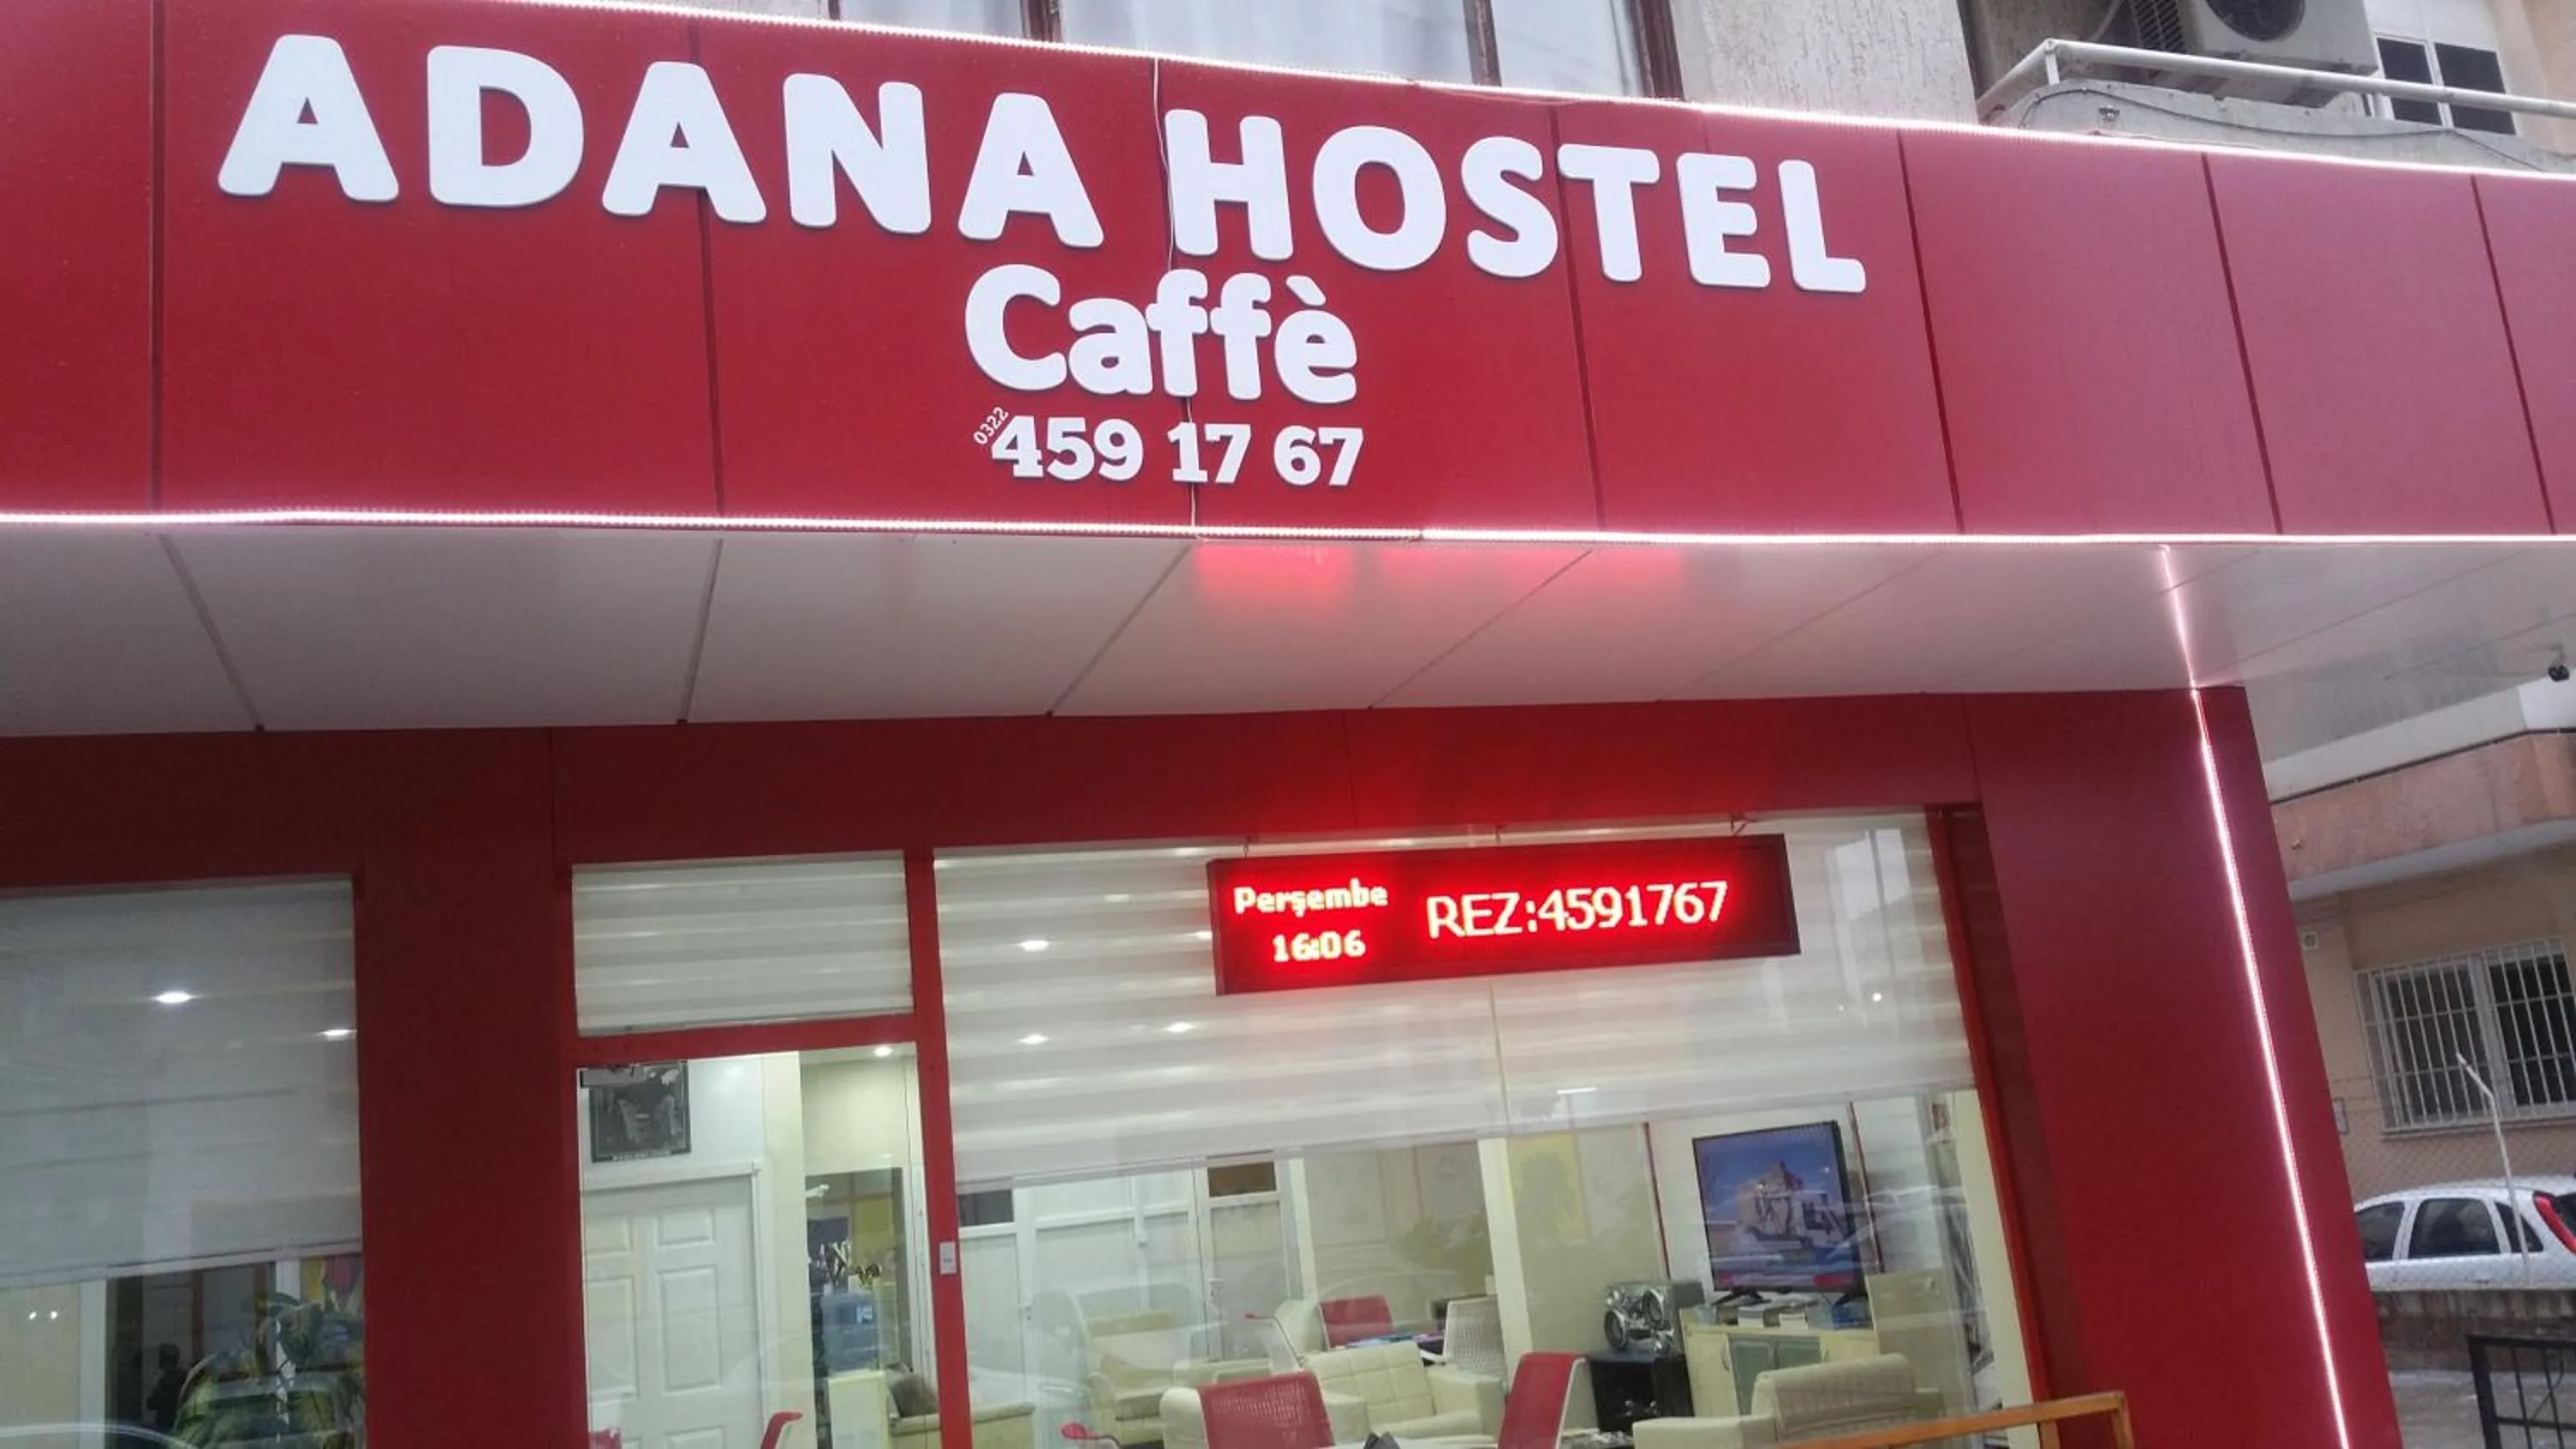 ADANA HOSTEL
Caffè
0322 459 17 67
Perşembe
16:06
REZ:4591767